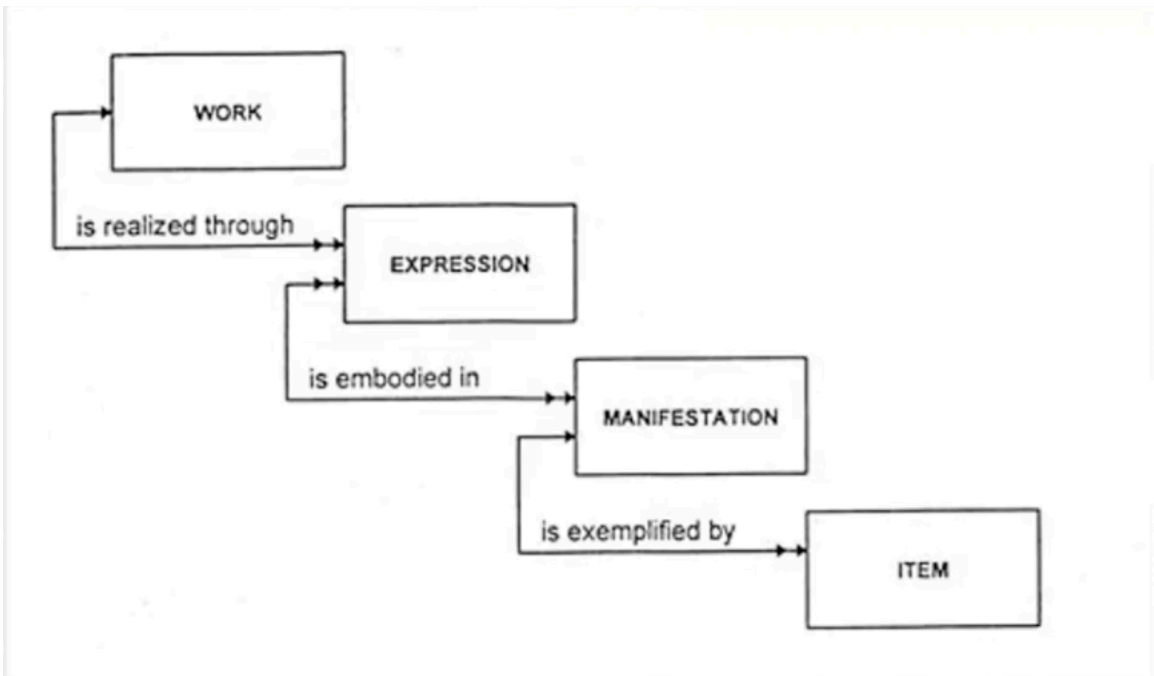 WORK
is realized through
EXPRESSION
is embodied in
MANIFESTATION
is exemplified by
ITEM